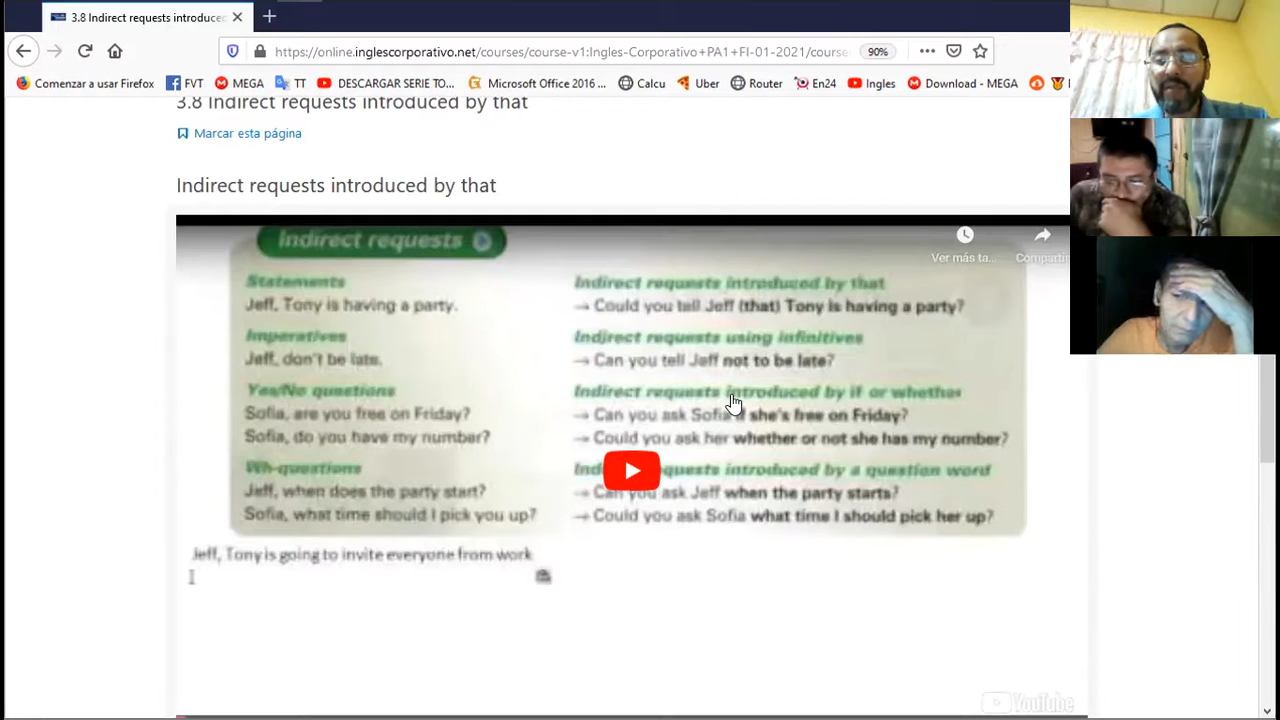 3.8 Indirect requests introduced
https://online.inglescorporativo.net/courses/course-v1:Ingles-Corporativo+PA1+FI-01-2021/course
90%
Comenzar a usar Firefox FVT MEGA TT DESCARGAR SERIE TO... Microsoft Office 2016 ... Calcu Uber Router En24 Ingles Download - MEGA
3.8 Indirect requests introduced by that
Marcar esta página
Indirect requests introduced by that
Indirect requests
Ver más ta...
Statements Indirect requests introduced by that
Jeff, Tony is having a party. → Could you tell Jeff (that) Tony is having a party?
Imperatives Indirect requests using infinitives
Jeff, don't be late. → Can you tell Jeff not to be late?
Yes/No questions Indirect requests introduced by if or whether
Sofia, are you free on Friday? → Can you ask Sofia if she's free on Friday?
Sofia, do you have my number? → Could you ask her whether or not she has my number?
Wh-questions requests introduced by a question word
Jeff, when does the party start? → Can you ask Jeff when the party starts?
Sofia, what time should I pick you up? → Could you ask Sofia what time I should pick her up?
Jeff, Tony is going to invite everyone from work
YouTube